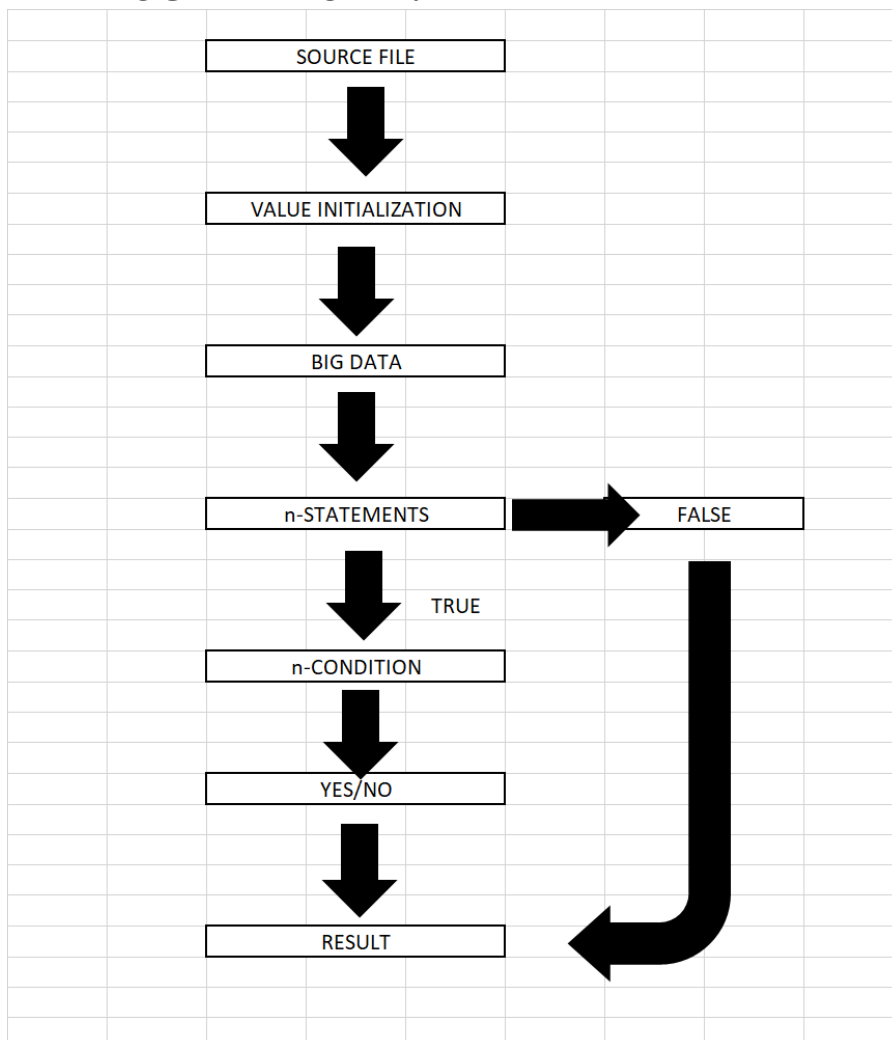 SOURCE FILE
VALUE INITIALIZATION
BIG DATA
n-STATEMENTS
FALSE
TRUE
n-CONDITION
YES/NO
RESULT